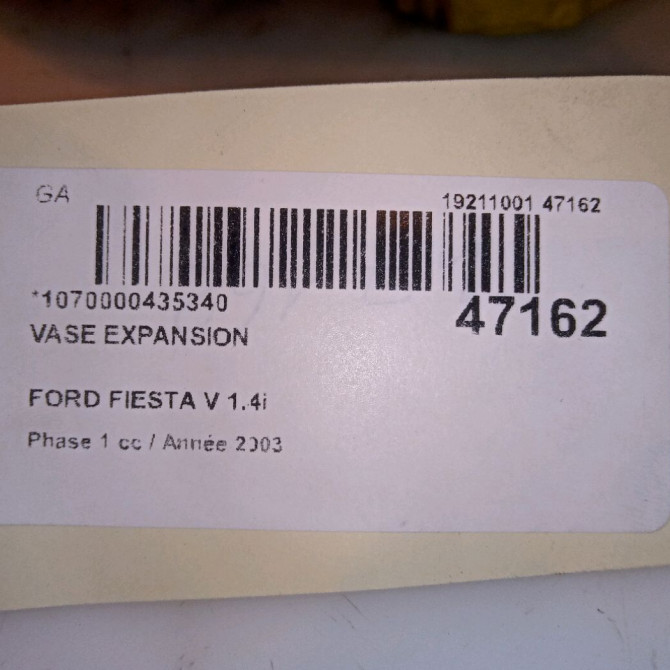 GA
19211001 47162
*1070000435340
47162
VASE EXPANSION
FORD FIESTA V 1.4i
Phase 1 cc / Année 2003